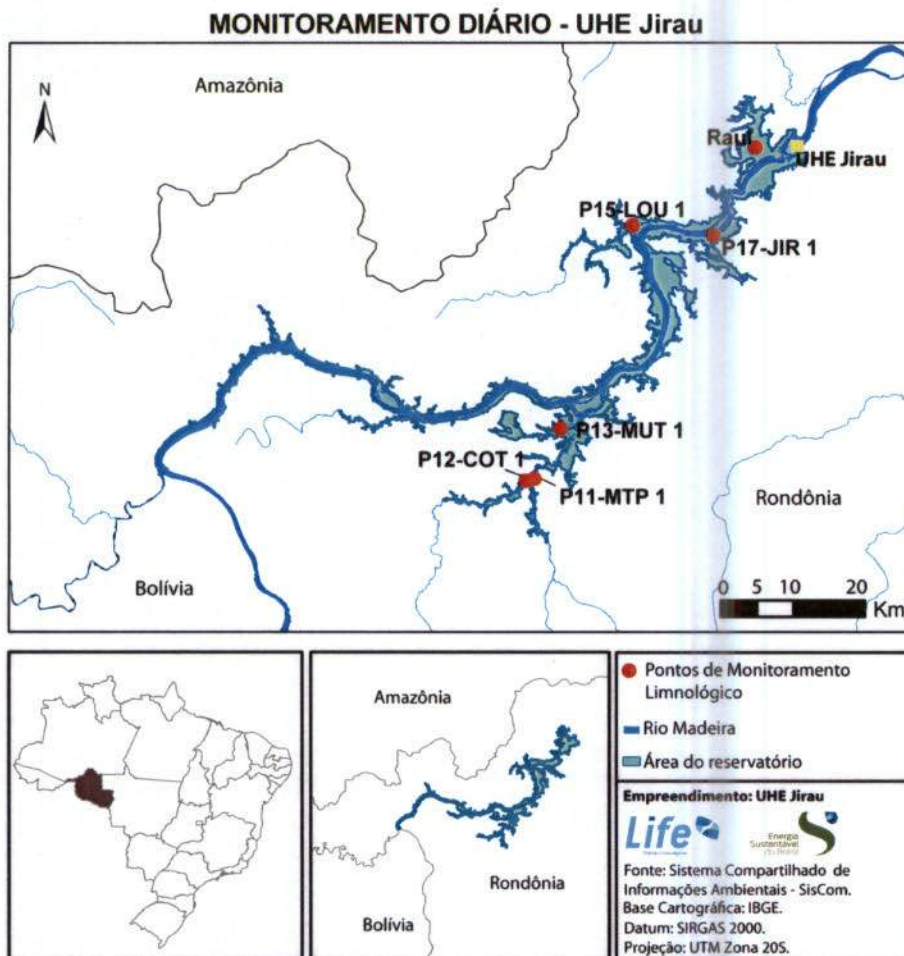 MONITORAMENTO DIÁRIO - UHE Jirau
Amazônia
N
Raul
UHE Jirau
P15-LOU 1
P17-JIR 1
P13-MUT 1
P12-COT 1
P11-MTP 1
Rondônia
Bolívia
0 5 10 20
Km
Amazônia
Rondônia
Bolívia
Pontos de Monitoramento
Limnológico
Rio Madeira
Área do reservatório
Empreendimento: UHE Jirau
Life
Energia
Sustentável
do Brasil
Fonte: Sistema Compartilhado de
Informações Ambientais - SisCom.
Base Cartográfica: IBGE.
Datum: SIRGAS 2000.
Projeção: UTM Zona 20S.